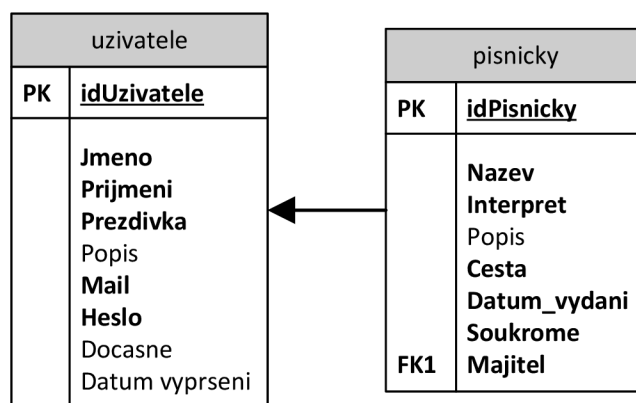 uzivatele
PK idUzivatele
Jmeno
Prijmeni
Prezdivka
Popis
Mail
Heslo
Docasne
Datum vyprseni
pisnicky
PK idPisnicky
Nazev
Interpret
Popis
Cesta
Datum_vydani
Soukrome
FK1 Majitel